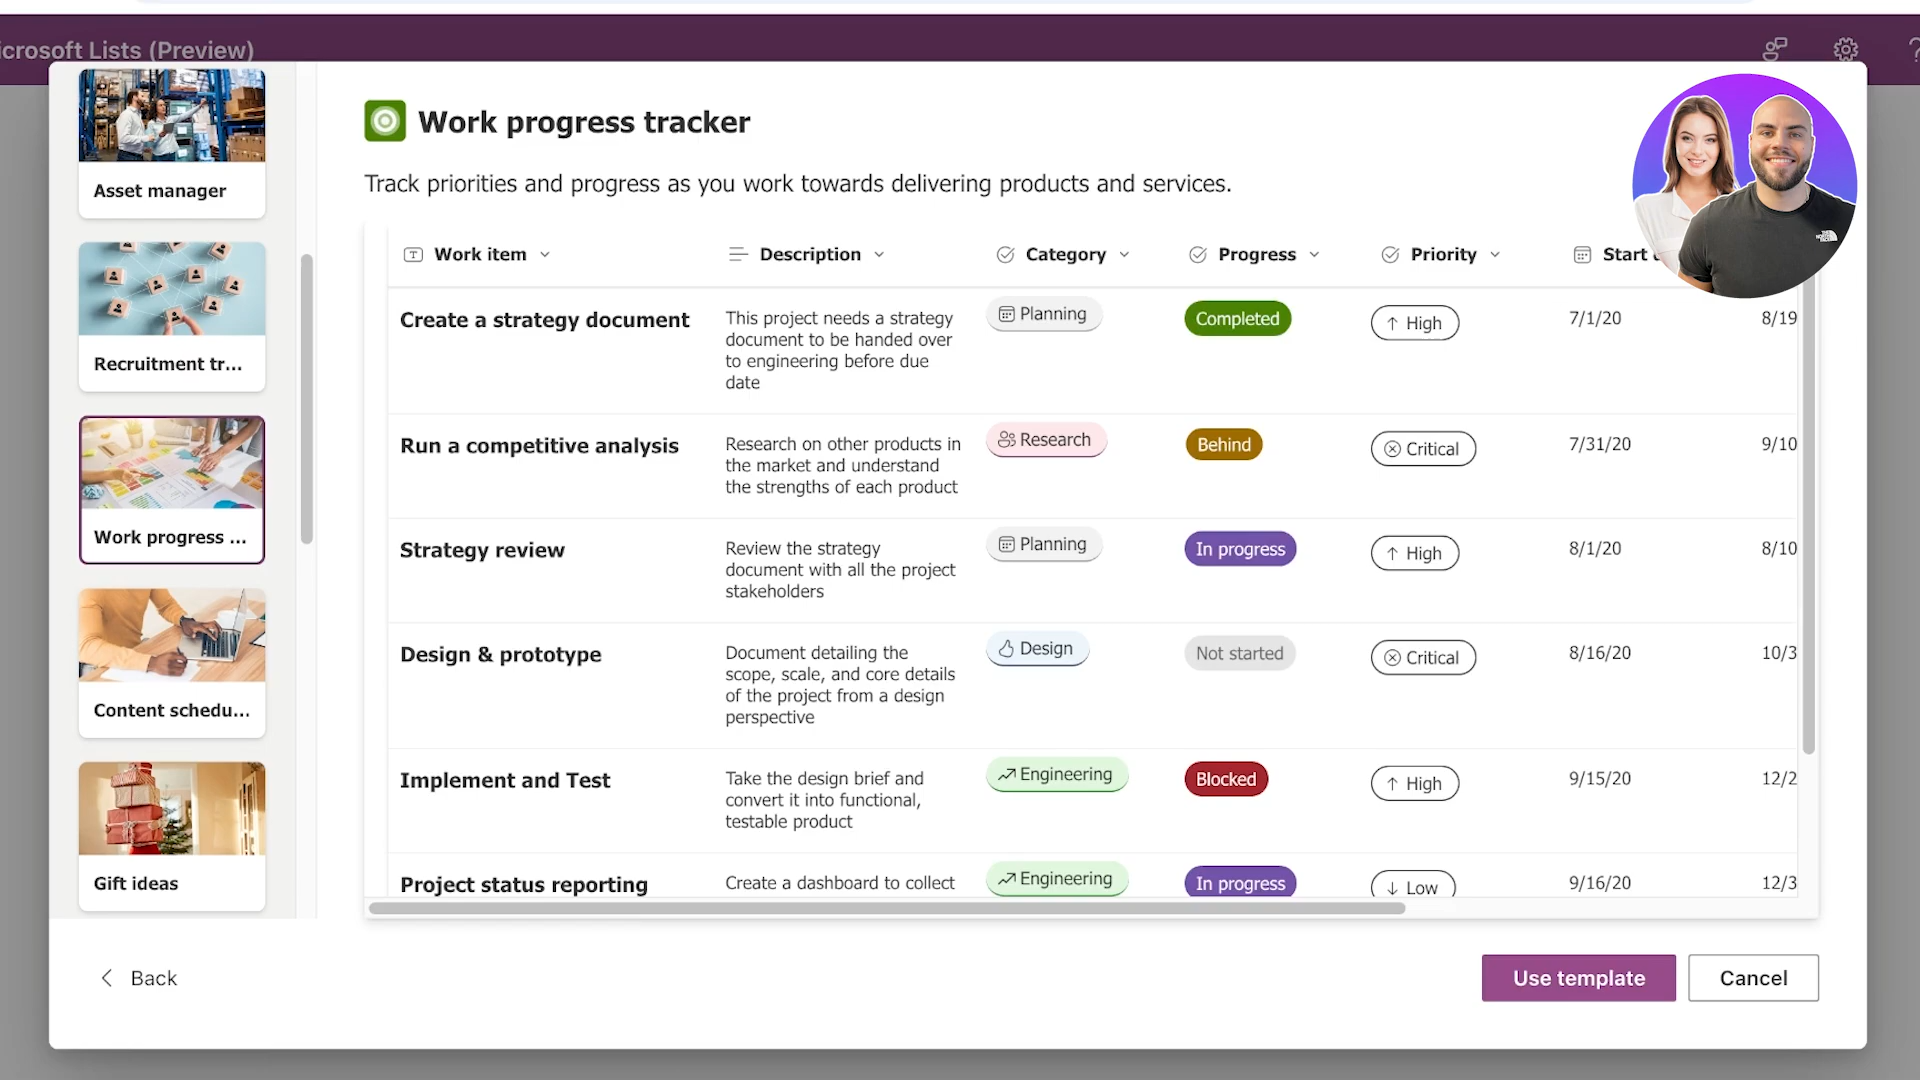 icrosoft Lists (Preview)
Asset manager
Recruitment tr...
Work progress ...
Content schedu...
Gift ideas
Work progress tracker
Track priorities and progress as you work towards delivering products and services.
Work item Description Category Progress Priority Start
Create a strategy document
This project needs a strategy
document to be handed over
to engineering before due
date
Planning
Completed
High
7/1/20
8/19
Run a competitive analysis
Research on other products in
the market and understand
the strengths of each product
Research
Behind
Critical
7/31/20
9/10
Strategy review
Review the strategy
document with all the project
stakeholders
Planning
In progress
High
8/1/20
8/10
Design & prototype
Document detailing the
scope, scale, and core details
of the project from a design
perspective
Design
Not started
Critical
8/16/20
10/3
Implement and Test
Take the design brief and
convert it into functional,
testable product
Engineering
Blocked
High
9/15/20
12/2
Project status reporting
Create a dashboard to collect
Engineering
In progress
Low
9/16/20
12/3
Back
Use template
Cancel